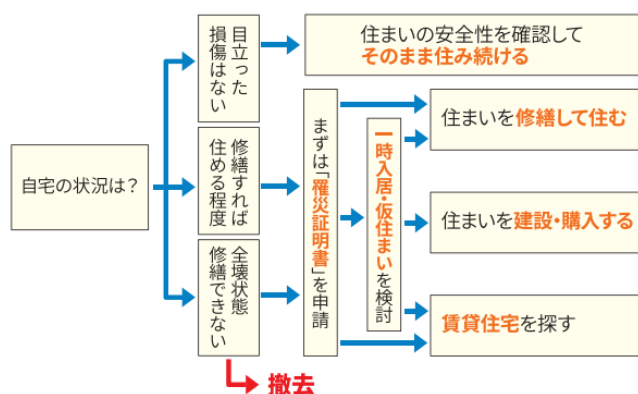 自宅の状況は？
目立った
損傷はない
住まいの安全性を確認して
そのまま住み続ける
修繕すれば
住める程度
全壊状態
修繕できない
撤去
まずは「罹災証明書」を申請
一時入居・仮住まいを検討
住まいを修繕して住む
住まいを建設・購入する
賃貸住宅を探す